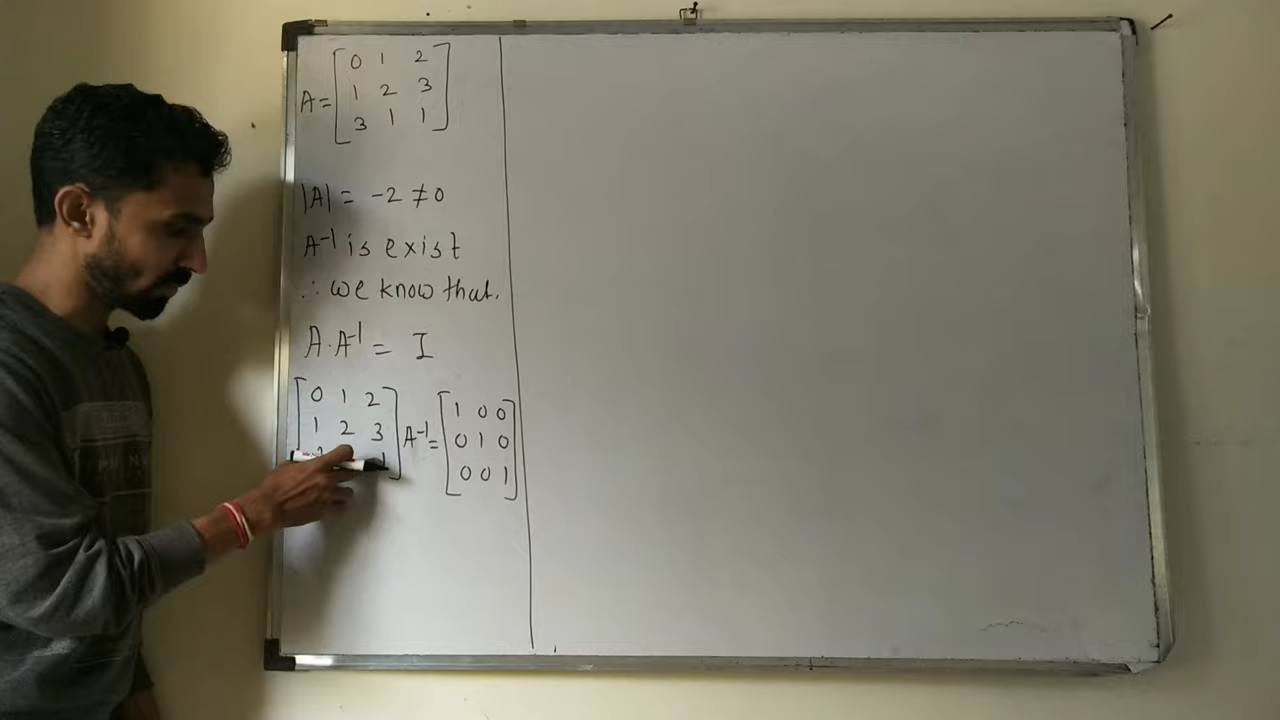 A = [0 1 2
1 2 3
3 1 1]
|A| = -2 ≠ 0
A⁻¹ is exist
∴ we know that.
A·A⁻¹ = I
[0 1 2
1 2 3
1] A⁻¹ = [1 0 0
0 1 0
0 0 1]